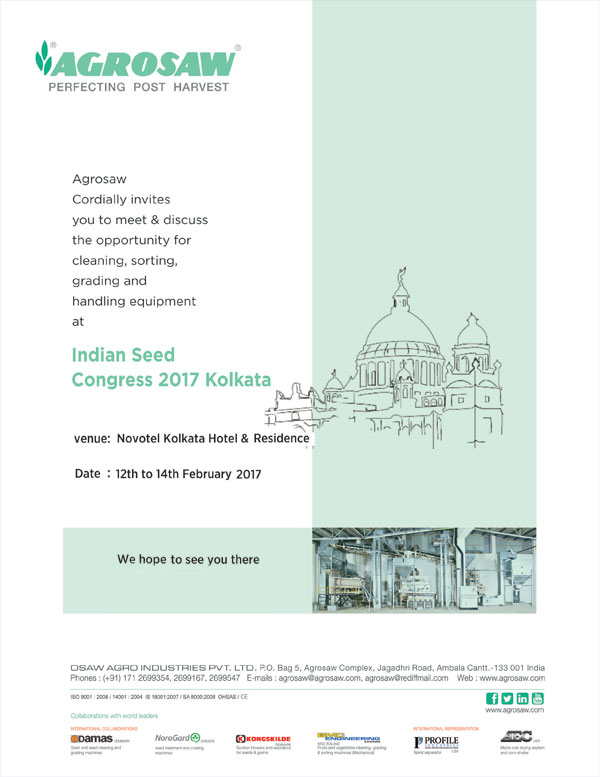 AGROSAW®
PERFECTING POST HARVEST
Agrosaw
Cordially invites
you to meet & discuss
the opportunity for
cleaning, sorting,
grading and
handling equipment
at
Indian Seed
Congress 2017 Kolkata
venue: Novotel Kolkata Hotel & Residence
Date : 12th to 14th February 2017
We hope to see you there
OSAW AGRO INDUSTRIES PVT. LTD. P.O. Bag 5, Agrosaw Complex, Jagadhri Road, Ambala Cantt.-133 001 India
Phones : (+91) 171 2699354, 2699167, 2699547 E-mails : agrosaw@agrosaw.com, agrosaw@rediffmail.com Web : www.agrosaw.com
ISO 9001 : 2008 / 14001 : 2004 IS 18001:2007 / SA 8000:2008 OHSAS / CE
www.agrosaw.com
Collaborations with world leaders
INTERNATIONAL COLLABORATIONS
INTERNATIONAL REPRESENTATION
Damas DENMARK
Grain and seed cleaning and
grading machines
NoroGard SWEDEN
seed treatment and coating
machines
KONGSKILDE
DENMARK
Suction blowers and aspirators
for seeds & grains
ENGINEERING
Fruits and vegetables cleaning, grading
& sorting machines (Mechanical)
PROFILE
USA
Spiral separator
USA
Maize cob drying system
and corn sheller